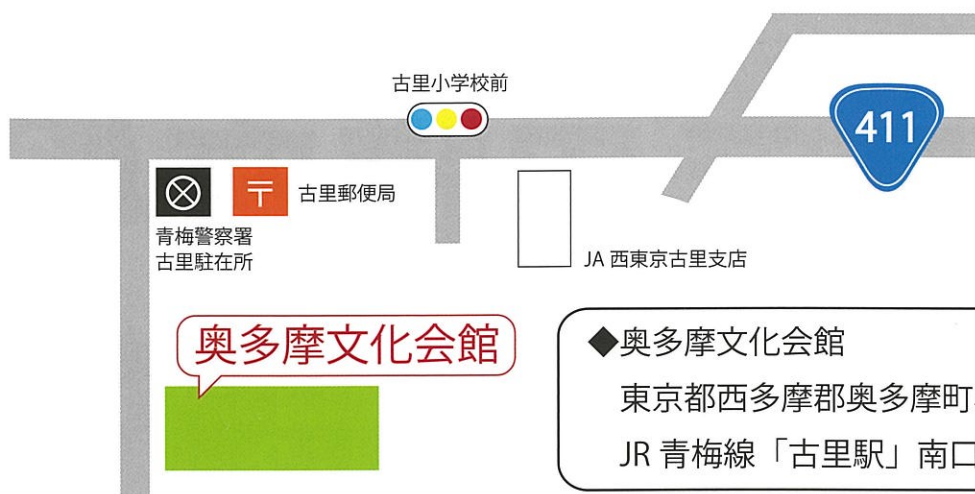 古里小学校前
411
〒
古里郵便局
青梅警察署
古里駐在所
JA 西東京古里支店
奥多摩文化会館
◆奥多摩文化会館
東京都西多摩郡奥多摩町
JR 青梅線「古里駅」南口